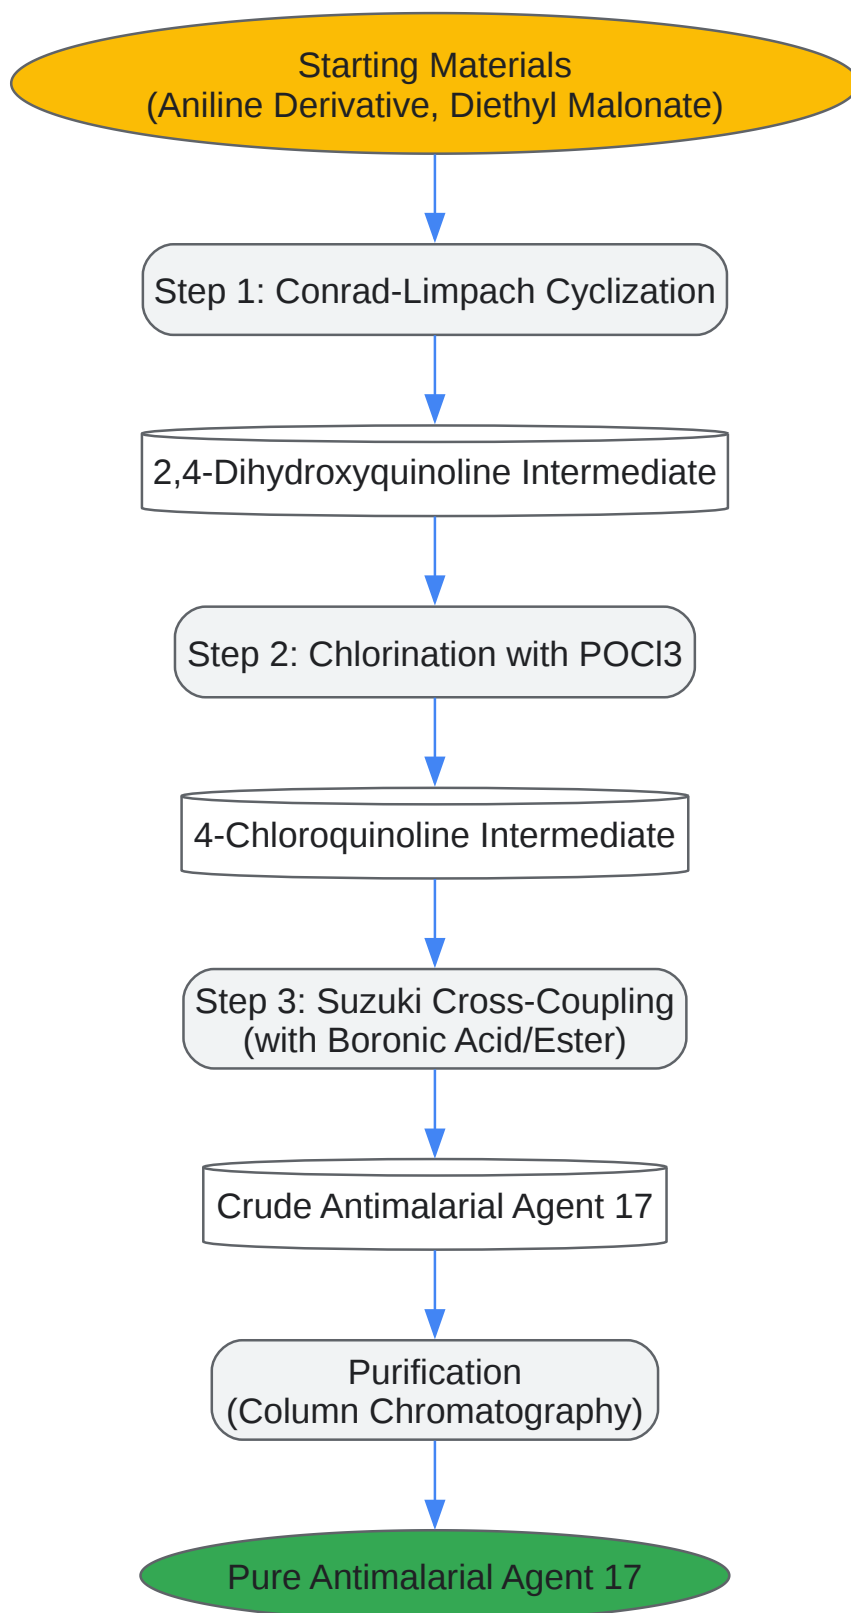 Starting Materials
(Aniline Derivative, Diethyl Malonate)
Step 1: Conrad-Limpach Cyclization
2,4-Dihydroxyquinoline Intermediate
Step 2: Chlorination with POCl3
4-Chloroquinoline Intermediate
Step 3: Suzuki Cross-Coupling
(with Boronic Acid/Ester)
Crude Antimalarial Agent 17
Purification
(Column Chromatography)
Pure Antimalarial Agent 17